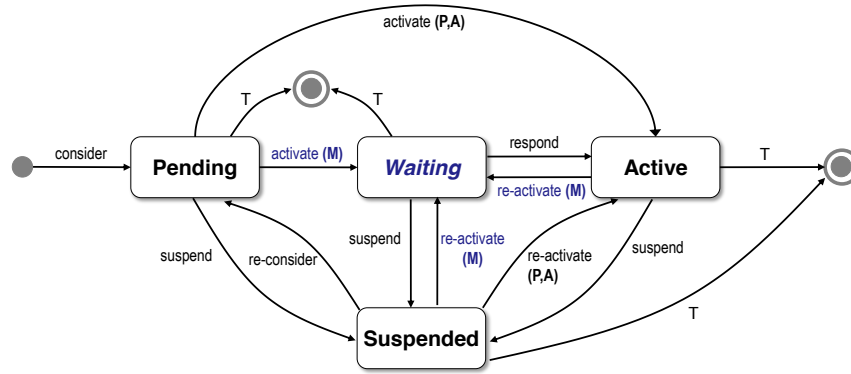 activate (P,A)
T
T
consider
Pending
activate (M)
Waiting
respond
re-activate (M)
Active
T
suspend
re-consider
suspend
re-activate
(M)
re-activate
(P,A)
suspend
T
Suspended